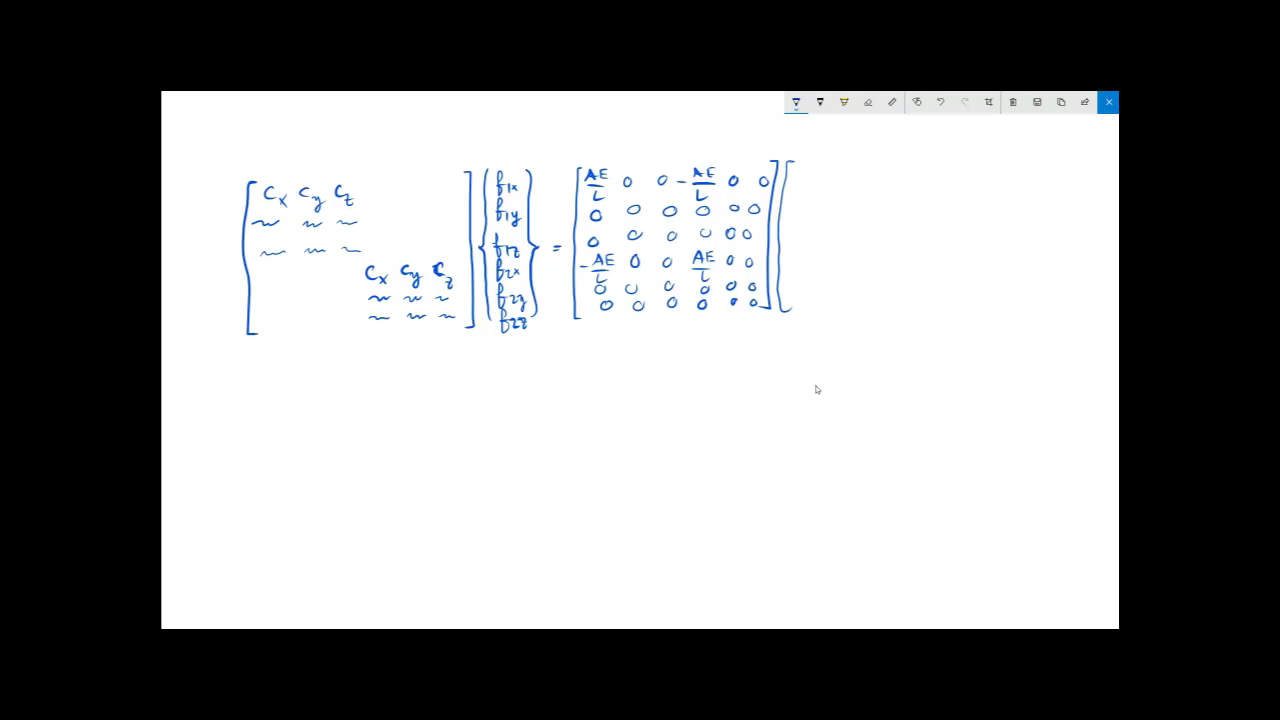 Cx Cy Cz f1x AE/L 0 0 -AE/L 0 0
~ ~ ~ f1y 0 0 0 0 0 0
~ ~ ~ f1z = 0 0 0 0 0 0
Cx Cy Cz f2x -AE/L 0 0 AE/L 0 0
~ ~ ~ f2y 0 0 0 0 0 0
~ ~ ~ f2z 0 0 0 0 0 0